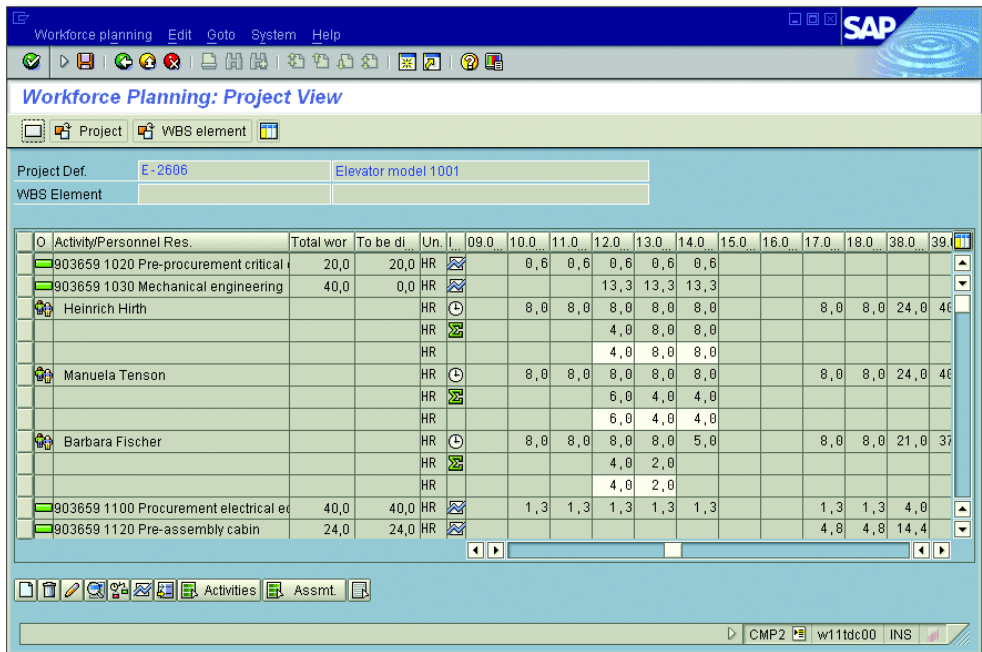 SAP
Workforce planning Edit Goto System Help
Workforce Planning: Project View
Project WBS element
Project Def. E-2606 Elevator model 1001
WBS Element
O Activity/Personnel Res. Total wor To be di... Un. I... 09.0... 10.0... 11.0... 12.0... 13.0... 14.0... 15.0... 16.0... 17.0... 18.0... 38.0... 39.
903659 1020 Pre-procurement critical 20,0 20,0 HR 0,6 0,6 0,6 0,6 0,6
903659 1030 Mechanical engineering 40,0 0,0 HR 13,3 13,3 13,3
Heinrich Hirth HR 8,0 8,0 8,0 8,0 8,0 8,0 8,0 24,0
HR 4,0 8,0 8,0
HR 4,0 8,0 8,0
Manuela Tenson HR 8,0 8,0 8,0 8,0 8,0 8,0 8,0 24,0
HR 6,0 4,0 4,0
HR 6,0 4,0 4,0
Barbara Fischer HR 8,0 8,0 8,0 8,0 5,0 8,0 8,0 21,0 37
HR 4,0 2,0
HR 4,0 2,0
903659 1100 Procurement electrical 40,0 40,0 HR 1,3 1,3 1,3 1,3 1,3 1,3 1,3 4,0
903659 1120 Pre-assembly cabin 24,0 24,0 HR 4,8 4,8 14,4
Activities Assmt.
CMP2 w11tdc00 INS